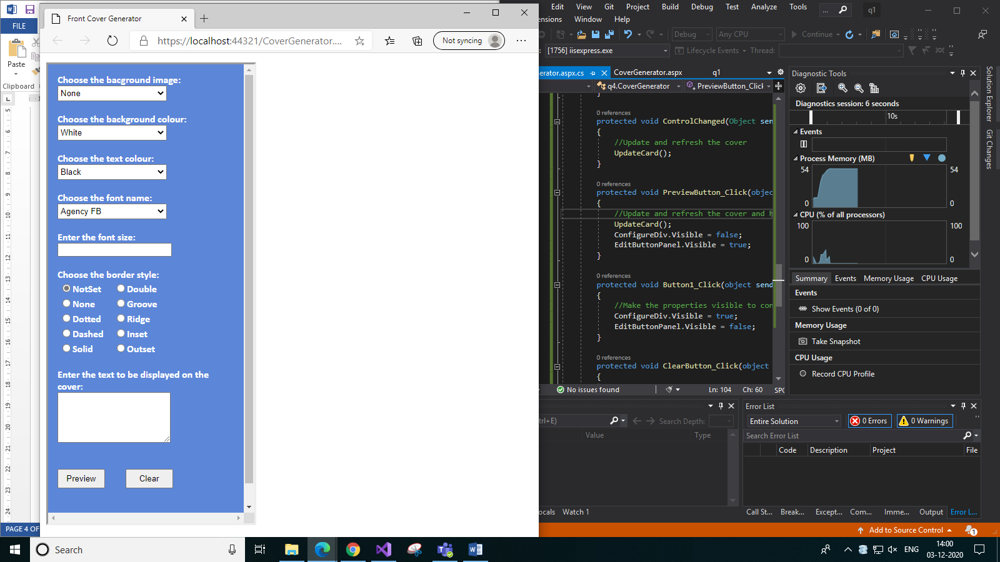 FILE
Paste
Clipboard
PAGE 4 OF
Front Cover Generator
https://localhost:44321/CoverGenerator....
Not syncing
Choose the bacground image:
None
Choose the background colour:
White
Choose the text colour:
Black
Choose the font name:
Agency FB
Enter the font size:
Choose the border style:
NotSet Double
None Groove
Dotted Ridge
Dashed Inset
Solid Outset
Enter the text to be displayed on the
cover:
Preview Clear
Edit View Git Project Build Debug Test Analyze Tools ... q1
ensions Window Help
Debug Any CPU Continue
[1756] iisexpress.exe Lifecycle Events Thread:
erator.aspx.cs CoverGenerator.aspx q1
q4.CoverGenerator PreviewButton_Click
}
0 references
protected void ControlChanged(Object sen
{
//Update and refresh the cover
UpdateCard();
}
0 references
protected void PreviewButton_Click(objec
{
//Update and refresh the cover and h
UpdateCard();
ConfigureDiv.Visible = false;
EditButtonPanel.Visible = true;
}
0 references
protected void Button1_Click(object send
{
//Make the properties visible to con
ConfigureDiv.Visible = true;
EditButtonPanel.Visible = false;
}
0 references
protected void ClearButton_Click(object
{
No issues found Ln: 104 Ch: 60 SPC
Diagnostic Tools
Diagnostics session: 6 seconds
10s
Events
Process Memory (MB)
54 54
0 0
CPU (% of all processors)
100 100
0 0
Summary Events Memory Usage CPU Usage
Events
Show Events (0 of 0)
Memory Usage
Take Snapshot
CPU Usage
Record CPU Profile
Solution Explorer
Git Changes
trl+E) Search Depth:
Value Type
ocals Watch 1
Error List
Entire Solution 0 Errors 0 Warnings
Search Error List
Code Description Project File
Call St... Break... Except... Com... Imme... Output Error L...
Add to Source Control 1
Search
ENG
14:00
03-12-2020